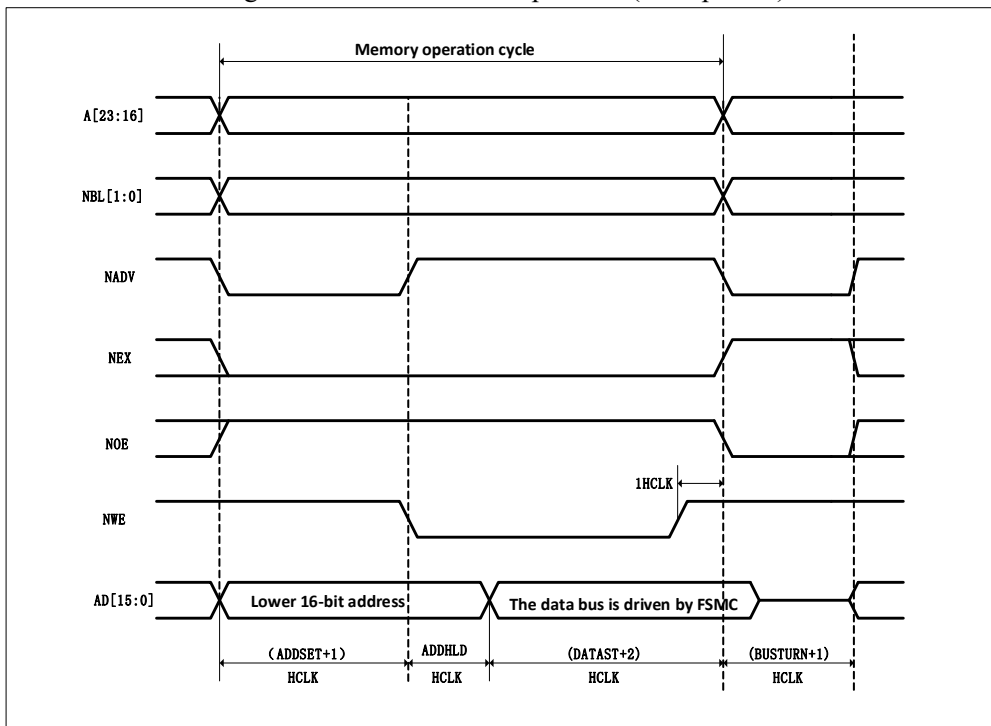 Memory operation cycle
A[23:16]
NBL[1:0]
NADV
NEX
NOE
1HCLK
NWE
AD[15:0]
Lower 16-bit address
The data bus is driven by FSMC
(ADDSET+1)
HCLK
ADDHLD
HCLK
(DATAST+2)
HCLK
(BUSTURN+1)
HCLK